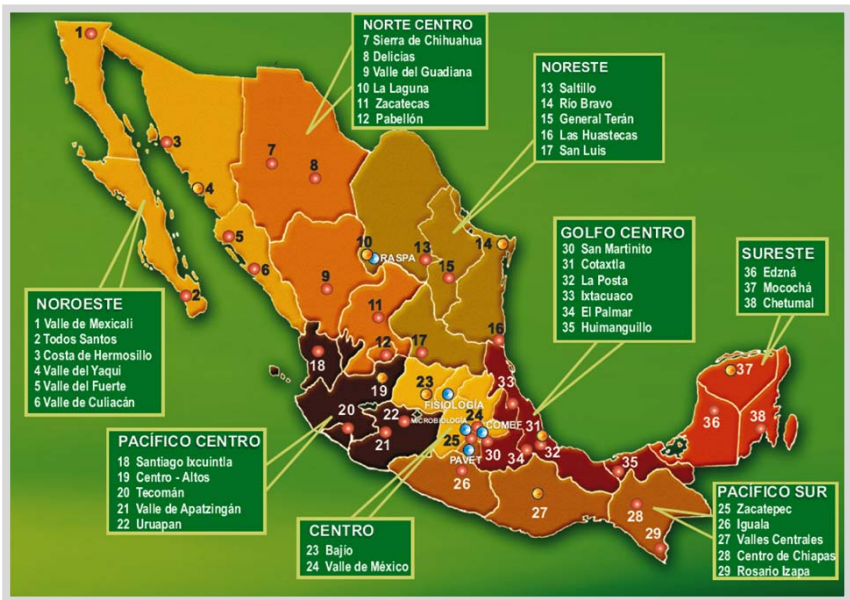 NORTE CENTRO
7 Sierra de Chihuahua
8 Delicias
9 Valle del Guadiana
10 La Laguna
11 Zacatecas
12 Pabellón
NORESTE
13 Saltillo
14 Río Bravo
15 General Terán
16 Las Huastecas
17 San Luis
GOLFO CENTRO
30 San Martinito
31 Cotaxtla
32 La Posta
33 Ixtacuaco
34 El Palmar
35 Huimanguillo
SURESTE
36 Edzná
37 Mocochá
38 Chetumal
NOROESTE
1 Valle de Mexicali
2 Todos Santos
3 Costa de Hermosillo
4 Valle del Yaqui
5 Valle del Fuerte
6 Valle de Culiacán
PACÍFICO CENTRO
18 Santiago Ixcuintla
19 Centro - Altos
20 Tecomán
21 Valle de Apatzingán
22 Uruapan
CENTRO
23 Bajío
24 Valle de México
PACÍFICO SUR
25 Zacatepec
26 Iguala
27 Valles Centrales
28 Centro de Chiapas
29 Rosario Izapa
1
3
4
7
8
5
6
2
10
RASPA
13
14
15
9
11
12
17
16
18
19
23
FISIOLOGÍA
33
20
22
MICROBIOLOGÍA
24
COMEF
31
21
25
PAVET
30
34
32
26
27
35
28
29
37
36
38